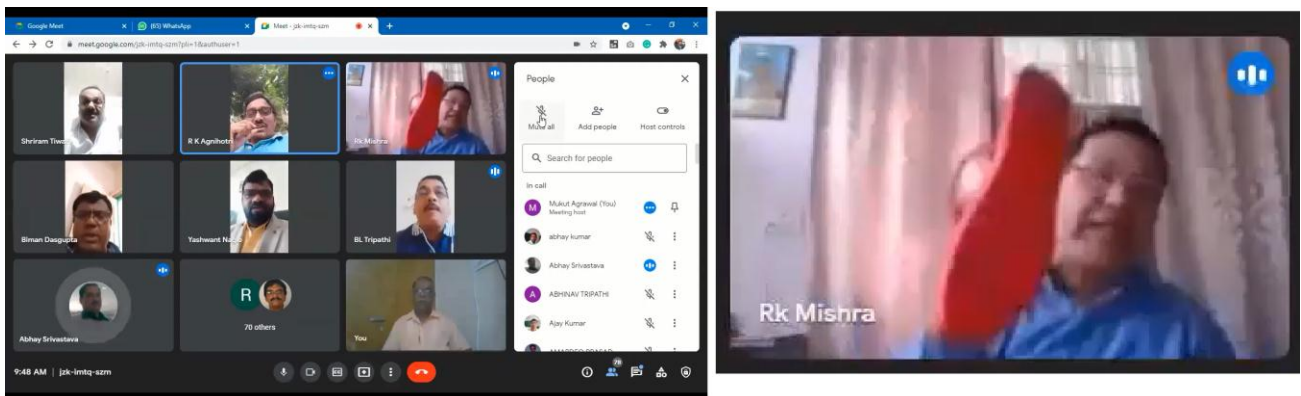 Google Meet
(65) WhatsApp
Meet - jzk-imtq-szm
meet.google.com/jzk-imtq-szm?pli=1&authuser=1
Shriram Tiwa
R K Agnihotri
Rk Mishra
Biman Dasgupta
Yashwant
BL Tripathi
Abhay Srivastava
R
70 others
You
People
Mute all
Add people
Host controls
Search for people
In call
M
Mukut Agrawal (You)
Meeting host
abhay kumar
Abhay Srivastava
A
ABHINAV TRIPATHI
Ajay Kumar
9:48 AM | jzk-imtq-szm
78
Rk Mishra